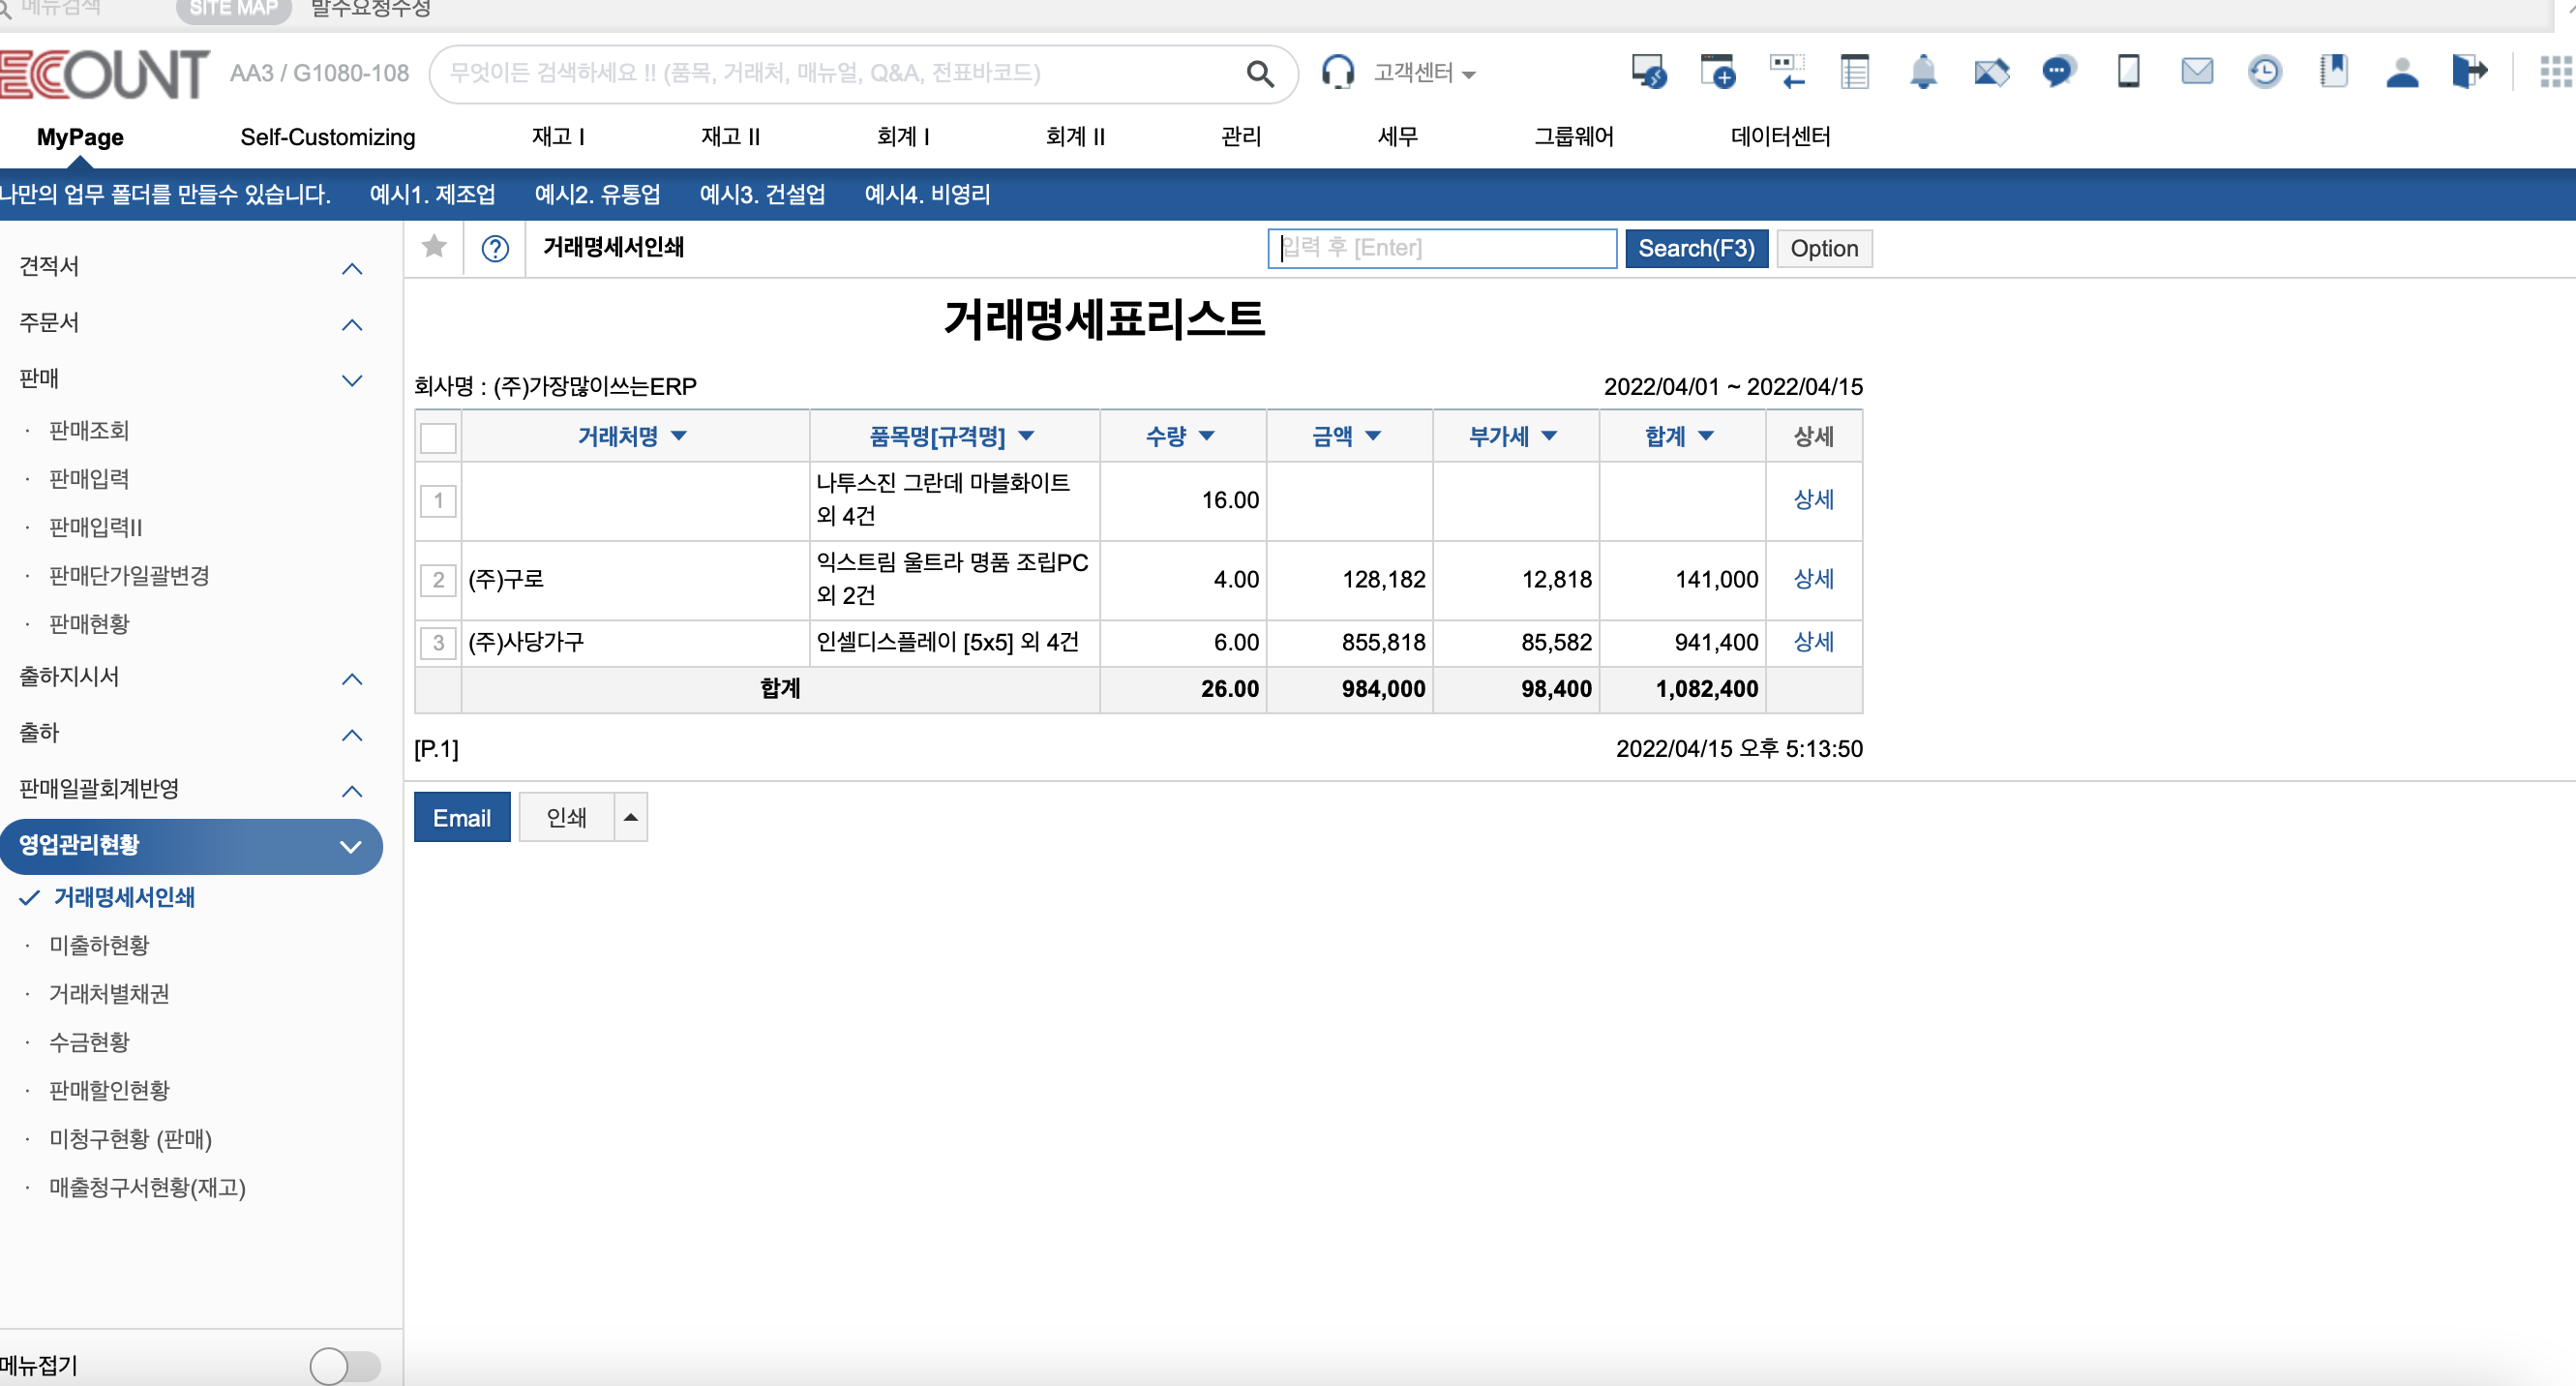 메뉴검색 SITE MAP 발주요청수정
ECOUNT AA3 / G1080-108 무엇이든 검색하세요 !! (품목, 거래처, 매뉴얼, Q&A, 전표바코드) 고객센터
MyPage Self-Customizing 재고 I 재고 II 회계 I 회계 II 관리 세무 그룹웨어 데이터센터
나만의 업무 폴더를 만들수 있습니다. 예시1. 제조업 예시2. 유통업 예시3. 건설업 예시4. 비영리
견적서
주문서
판매
· 판매조회
· 판매입력
· 판매입력II
· 판매단가일괄변경
· 판매현황
출하지시서
출하
판매일괄회계반영
영업관리현황
거래명세서인쇄
· 미출하현황
· 거래처별채권
· 수금현황
· 판매할인현황
· 미청구현황 (판매)
· 매출청구서현황(재고)
메뉴접기
거래명세서인쇄 입력 후 [Enter] Search(F3) Option
거래명세표리스트
회사명 : (주)가장많이쓰는ERP 2022/04/01 ~ 2022/04/15
거래처명 품목명[규격명] 수량 금액 부가세 합계 상세
1 나투스진 그란데 마블화이트 16.00 상세
외 4건
2 (주)구로 익스트림 울트라 명품 조립PC 4.00 128,182 12,818 141,000 상세
외 2건
3 (주)사당가구 인셀디스플레이 [5x5] 외 4건 6.00 855,818 85,582 941,400 상세
합계 26.00 984,000 98,400 1,082,400
[P.1] 2022/04/15 오후 5:13:50
Email 인쇄